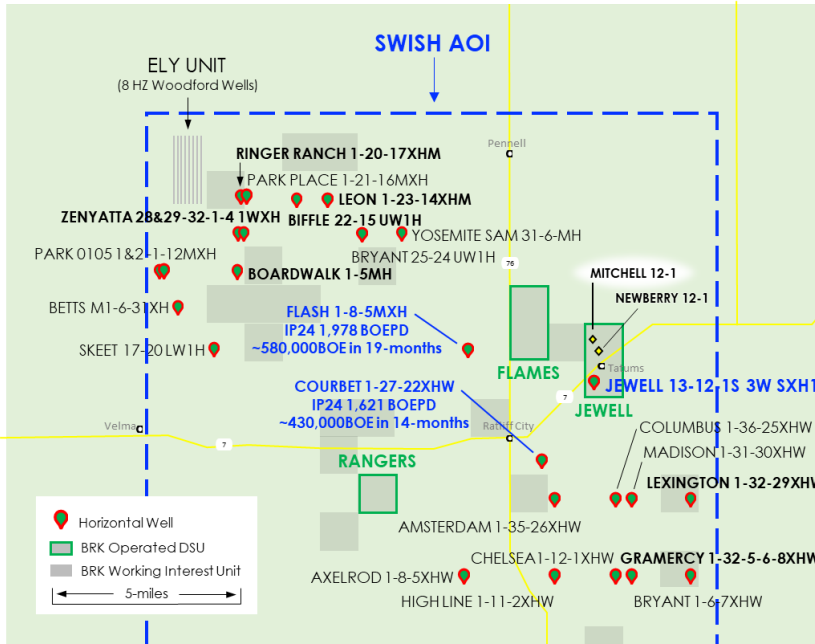 SWISH AOI
ELY UNIT
(8 HZ Woodford Wells)
Pennell
RINGER RANCH 1-20-17XHM
PARK PLACE 1-21-16MXH
LEON 1-23-14XHM
ZENYATTA 28&29-32-1-4 1WXH
BIFFLE 22-15 UW1H
YOSEMITE SAM 31-6-MH
PARK 0105 1&2-1-12MXH
BRYANT 25-24 UW1H
76
BOARDWALK 1-5MH
MITCHELL 12-1
NEWBERRY 12-1
BETTS M1-6-31XH
FLASH 1-8-5MXH
IP24 1,978 BOEPD
~580,000BOE in 19-months
SKEET 17-20 LW1H
FLAMES
Tatums
COURBET 1-27-22XHW
IP24 1,621 BOEPD
~430,000BOE in 14-months
JEWELL 13-12-1S 3W SXH1
7
JEWELL
Velma
Ratliff City
COLUMBUS 1-36-25XHW
7
MADISON 1-31-30XHW
RANGERS
LEXINGTON 1-32-29XHW
AMSTERDAM 1-35-26XHW
Horizontal Well
BRK Operated DSU
BRK Working Interest Unit
5-miles
CHELSEA 1-12-1XHW
GRAMERCY 1-32-5-6-8XHW
AXELROD 1-8-5XHW
HIGH LINE 1-11-2XHW
BRYANT 1-6-7XHW